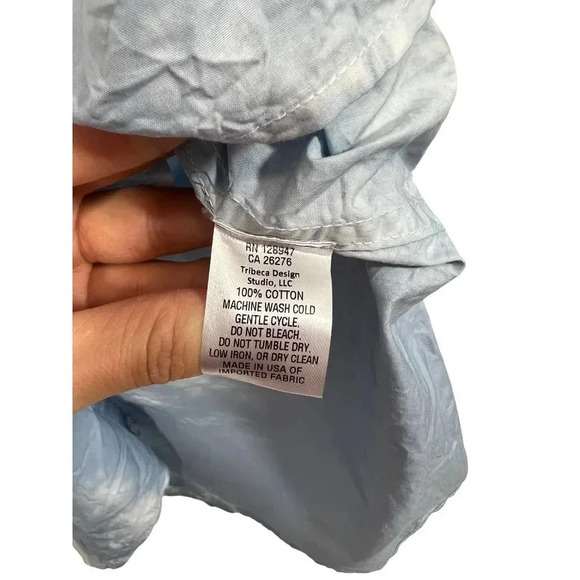 RN 128947
CA 26276
Tribeca Design
Studio, LLC
100% COTTON
MACHINE WASH COLD
GENTLE CYCLE.
DO NOT BLEACH.
DO NOT TUMBLE DRY,
LOW IRON, OR DRY CLEAN
MADE IN USA OF
IMPORTED FABRIC